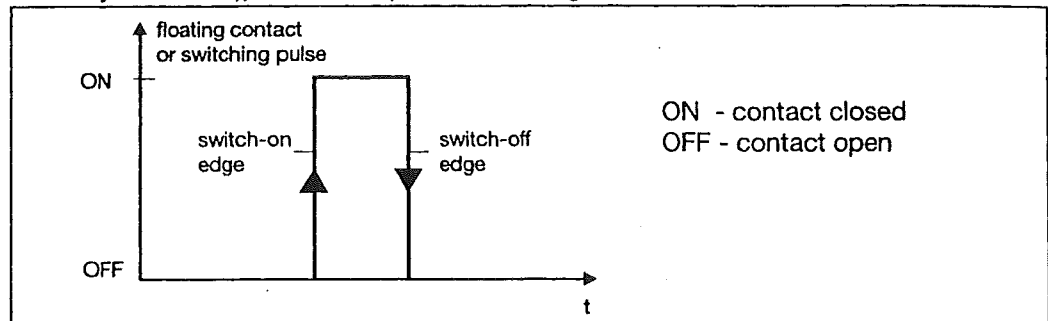 floating contact
or switching pulse
ON
switch-on
edge
switch-off
edge
ON - contact closed
OFF - contact open
OFF
t